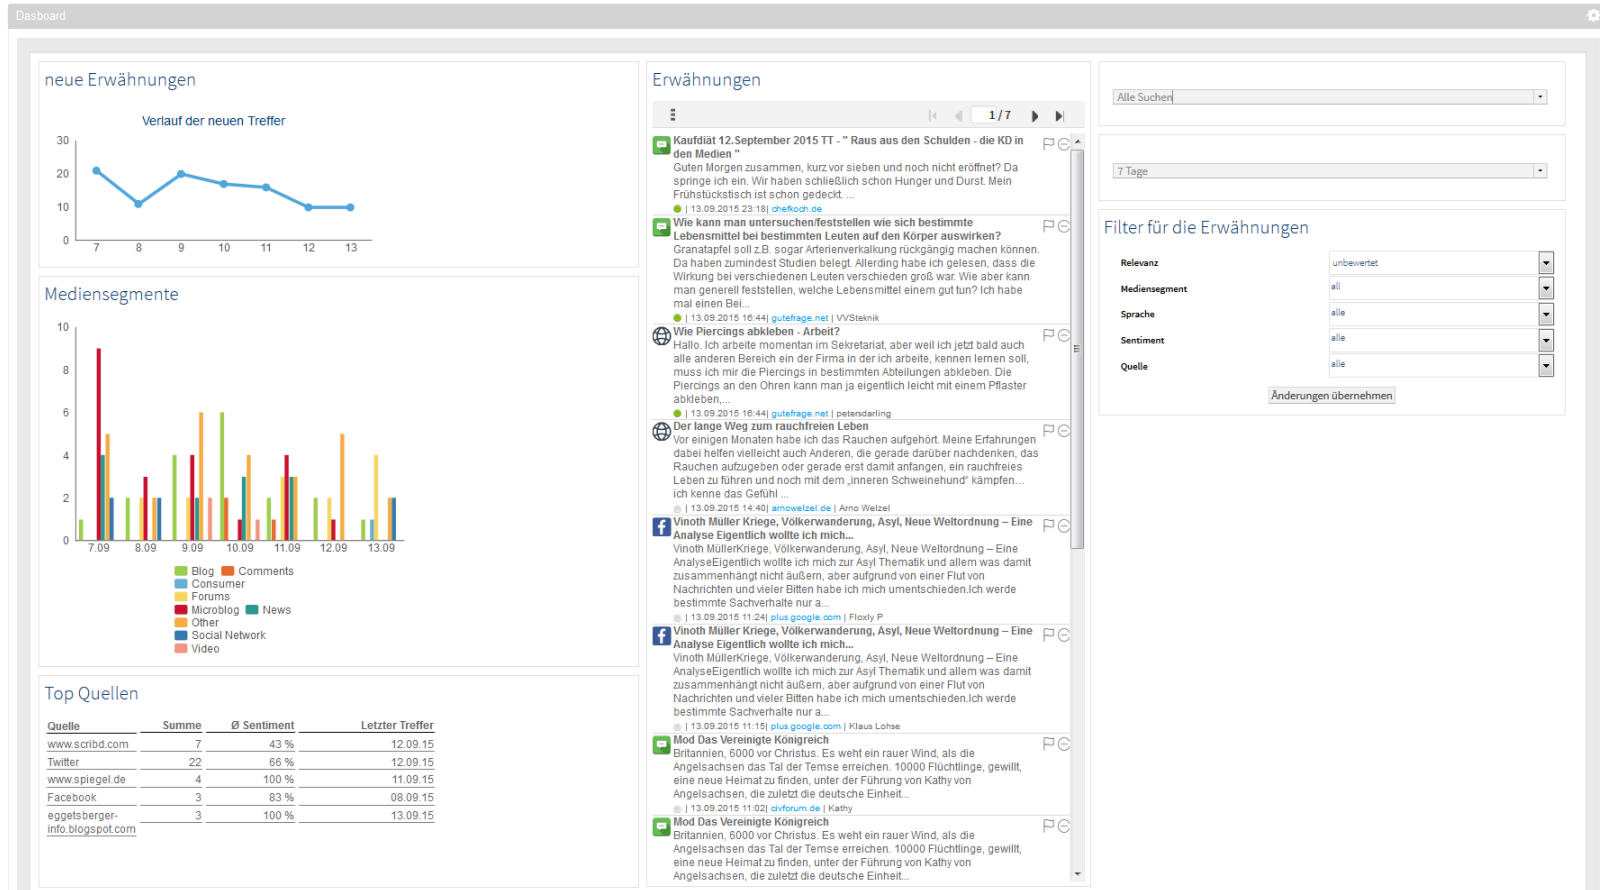 Dasboard
neue Erwähnungen
Verlauf der neuen Treffer
30
20
10
0
7 8 9 10 11 12 13
Mediensegmente
10
8
6
4
2
0
7.09 8.09 9.09 10.09 11.09 12.09 13.09
Blog Comments
Consumer
Forums
Microblog News
Other
Social Network
Video
Top Quellen
Quelle Summe Ø Sentiment Letzter Treffer
www.scribd.com 7 43 % 12.09.15
Twitter 22 66 % 12.09.15
www.spiegel.de 4 100 % 11.09.15
Facebook 3 83 % 08.09.15
eggetsberger-
info.blogspot.com 3 100 % 13.09.15
Erwähnungen
1 / 7
Kaufdiät 12.September 2015 TT - " Raus aus den Schulden - die KD in
den Medien "
Guten Morgen zusammen, kurz vor sieben und noch nicht eröffnet? Da
springe ich ein. Wir haben schließlich schon Hunger und Durst. Mein
Frühstückstisch ist schon gedeckt. ...
| 13.09.2015 23:18| chefkoch.de
Wie kann man untersuchen/feststellen wie sich bestimmte
Lebensmittel bei bestimmten Leuten auf den Körper auswirken?
Granatapfel soll z.B. sogar Arterienverkalkung rückgängig machen können.
Da haben zumindest Studien belegt. Allerding habe ich gelesen, dass die
Wirkung bei verschiedenen Leuten verschieden groß war. Wie aber kann
man generell feststellen, welche Lebensmittel einem gut tun? Ich habe
mal einen Bei...
| 13.09.2015 16:44| gutefrage.net | VVSteknik
Wie Piercings abkleben - Arbeit?
Hallo. Ich arbeite momentan im Sekretariat, aber weil ich jetzt bald auch
alle anderen Bereich ein der Firma in der ich arbeite, kennen lernen soll,
muss ich mir die Piercings in bestimmten Abteilungen abkleben. Die
Piercings an den Ohren kann man ja eigentlich leicht mit einem Pflaster
abkleben,...
| 13.09.2015 16:44| gutefrage.net | petersdarling
Der lange Weg zum rauchfreien Leben
Vor einigen Monaten habe ich das Rauchen aufgehört. Meine Erfahrungen
dabei helfen vielleicht auch Anderen, die gerade darüber nachdenken, das
Rauchen aufzugeben oder gerade erst damit anfangen, ein rauchfreies
Leben zu führen und noch mit dem „inneren Schweinehund“ kämpfen...
ich kenne das Gefühl ...
| 13.09.2015 14:40| arnowelzel.de | Arno Welzel
Vinoth Müller Kriege, Völkerwanderung, Asyl, Neue Weltordnung – Eine
Analyse Eigentlich wollte ich mich...
Vinoth MüllerKriege, Völkerwanderung, Asyl, Neue Weltordnung – Eine
AnalyseEigentlich wollte ich mich zur Asyl Thematik und allem was damit
zusammenhängt nicht äußern, aber aufgrund von einer Flut von
Nachrichten und vieler Bitten habe ich mich umentschieden.Ich werde
bestimmte Sachverhalte nur a...
| 13.09.2015 11:24| plus.google.com | Floxly P
Vinoth Müller Kriege, Völkerwanderung, Asyl, Neue Weltordnung – Eine
Analyse Eigentlich wollte ich mich...
Vinoth MüllerKriege, Völkerwanderung, Asyl, Neue Weltordnung – Eine
AnalyseEigentlich wollte ich mich zur Asyl Thematik und allem was damit
zusammenhängt nicht äußern, aber aufgrund von einer Flut von
Nachrichten und vieler Bitten habe ich mich umentschieden.Ich werde
bestimmte Sachverhalte nur a...
| 13.09.2015 11:15| plus.google.com | Klaus Lohse
Mod Das Vereinigte Königreich
Britannien, 6000 vor Christus. Es weht ein rauer Wind, als die
Angelsachsen das Tal der Temse erreichen. 10000 Flüchtlinge, gewillt,
eine neue Heimat zu finden, unter der Führung von Kathy von
Angelsachsen, die zuletzt die deutsche Einheit...
| 13.09.2015 11:02| civforum.de | Kathy
Mod Das Vereinigte Königreich
Britannien, 6000 vor Christus. Es weht ein rauer Wind, als die
Angelsachsen das Tal der Temse erreichen. 10000 Flüchtlinge, gewillt,
eine neue Heimat zu finden, unter der Führung von Kathy von
Angelsachsen, die zuletzt die deutsche Einheit...
Alle Suchen
7 Tage
Filter für die Erwähnungen
Relevanz unbewertet
Mediensegment all
Sprache alle
Sentiment alle
Quelle alle
Änderungen übernehmen